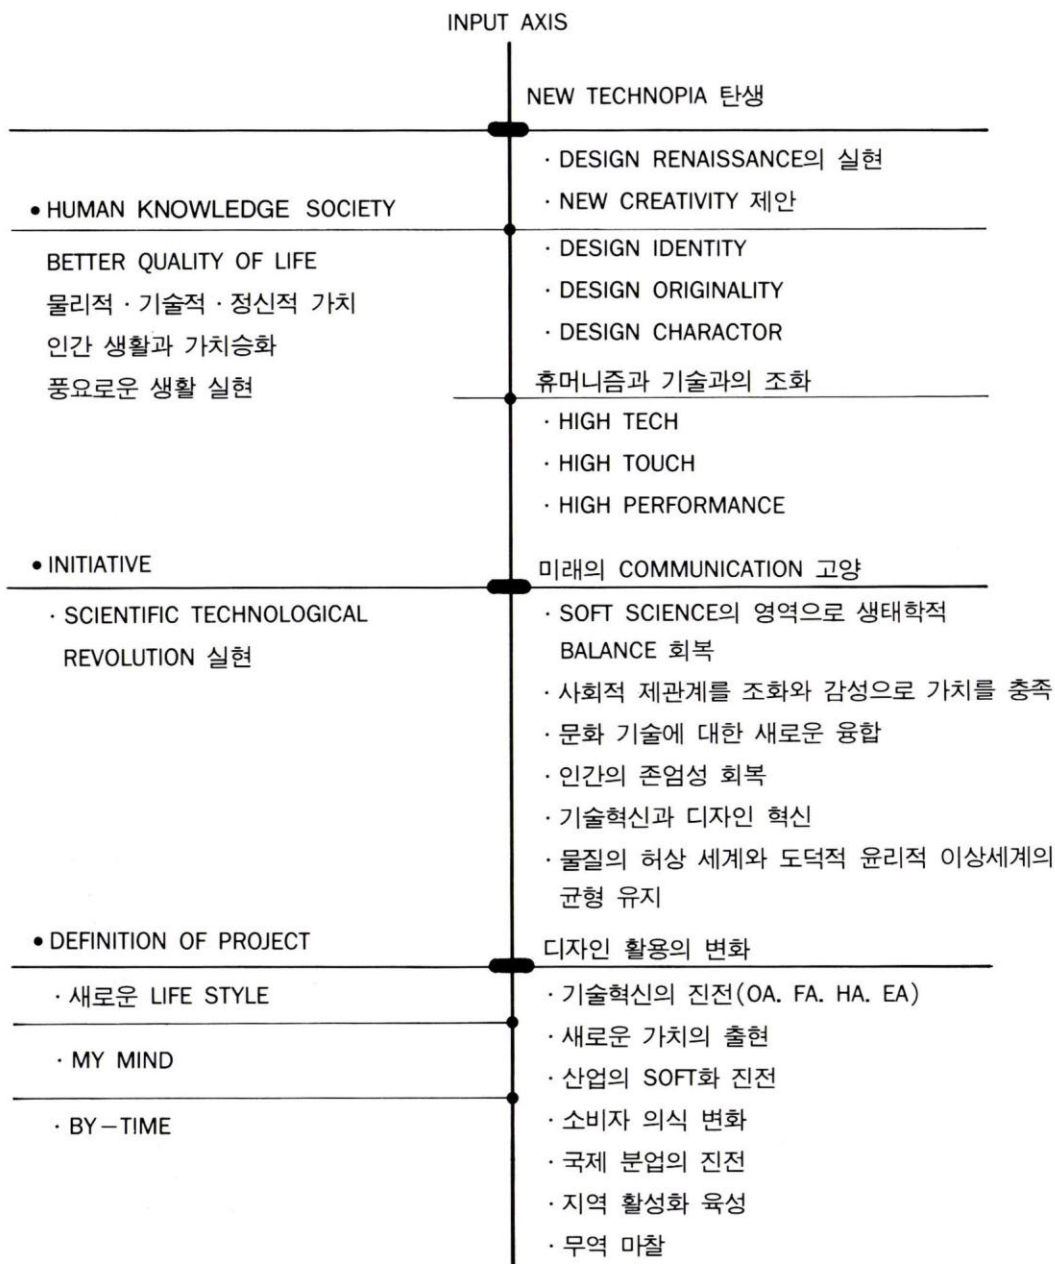 INPUT AXIS
NEW TECHNOPIA 탄생
· DESIGN RENAISSANCE의 실현
· NEW CREATIVITY 제안
• HUMAN KNOWLEDGE SOCIETY
BETTER QUALITY OF LIFE
물리적 · 기술적 · 정신적 가치
인간 생활과 가치승화
풍요로운 생활 실현
· DESIGN IDENTITY
· DESIGN ORIGINALITY
· DESIGN CHARACTOR
휴머니즘과 기술과의 조화
· HIGH TECH
· HIGH TOUCH
· HIGH PERFORMANCE
• INITIATIVE
· SCIENTIFIC TECHNOLOGICAL
REVOLUTION 실현
미래의 COMMUNICATION 고양
· SOFT SCIENCE의 영역으로 생태학적
BALANCE 회복
· 사회적 제관계를 조화와 감성으로 가치를 충족
· 문화 기술에 대한 새로운 융합
· 인간의 존엄성 회복
· 기술혁신과 디자인 혁신
· 물질의 허상 세계와 도덕적 윤리적 이상세계의
균형 유지
• DEFINITION OF PROJECT
· 새로운 LIFE STYLE
· MY MIND
· BY-TIME
디자인 활용의 변화
· 기술혁신의 진전(OA. FA. HA. EA)
· 새로운 가치의 출현
· 산업의 SOFT화 진전
· 소비자 의식 변화
· 국제 분업의 진전
· 지역 활성화 육성
· 무역 마찰